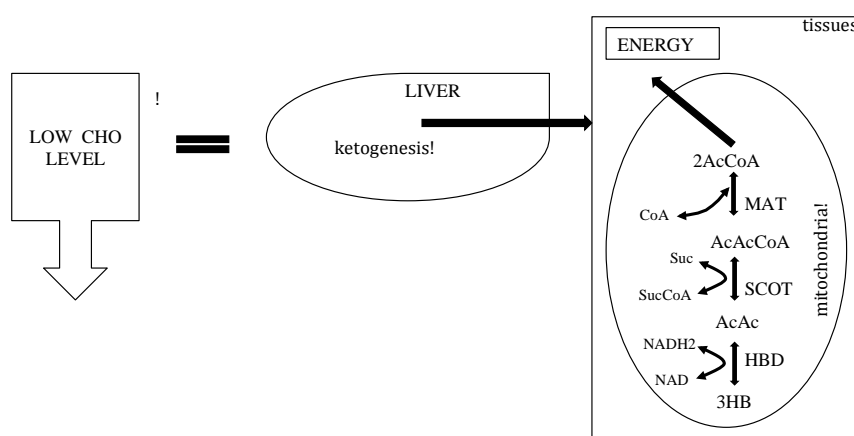 tissues
ENERGY
!
LOW CHO
LEVEL
LIVER
ketogenesis!
2AcCoA
MAT
CoA
AcAcCoA
Suc
SCOT
SucCoA
AcAc
NADH2
HBD
NAD
3HB
mitochondria!